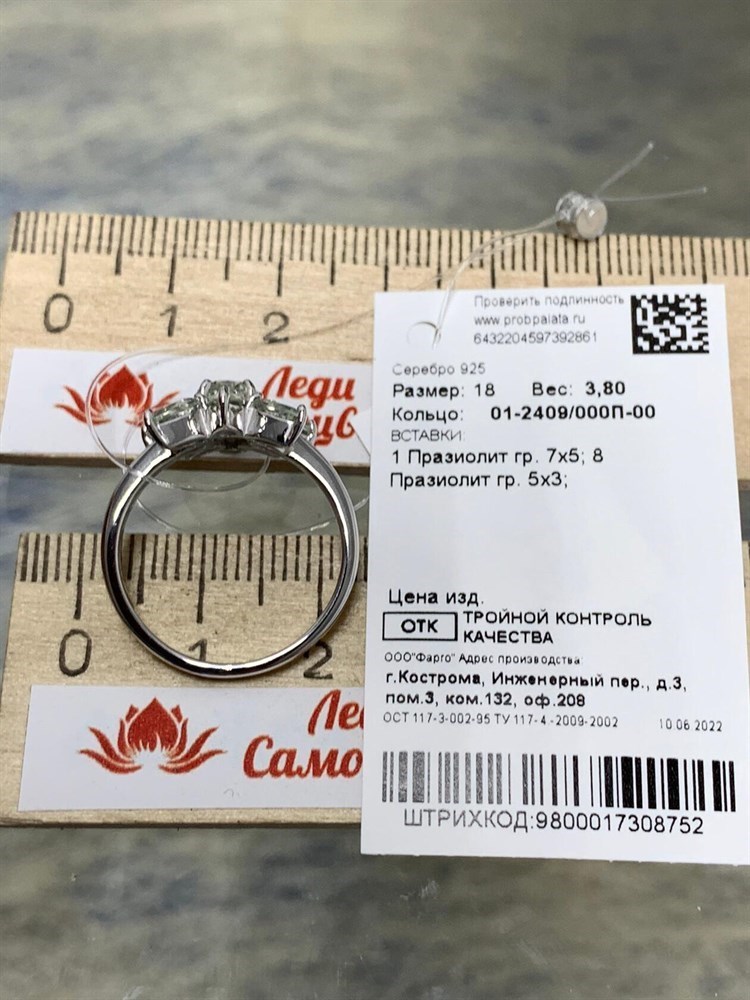 0 1 2
Леди
0 1 2
Ле
Само
Проверить подлинность
www.probpalata.ru
6432204597392861
Серебро 925
Размер: 18 Вес: 3,80
Кольцо: 01-2409/000П-00
ВСТАВКИ:
1 Празиолит гр. 7х5; 8
Празиолит гр. 5х3;
Цена изд.
ОТК ТРОЙНОЙ КОНТРОЛЬ
КАЧЕСТВА
ООО"Фарго" Адрес производства:
г.Кострома, Инженерный пер., д.3,
пом.3, ком.132, оф.208
ОСТ 117-3-002-95 ТУ 117-4-2009-2002 10.06.2022
ШТРИХКОД:9800017308752